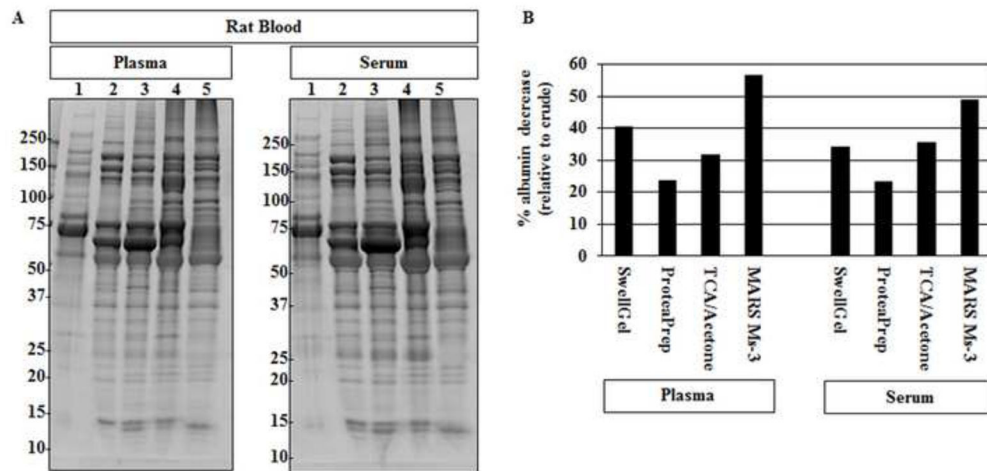 A
Rat Blood
Plasma
Serum
1 2 3 4 5
1 2 3 4 5
250
150
100
75
50
37
25
20
15
10
250
150
100
75
50
37
25
20
15
10
B
% albumin decrease
(relative to crude)
60
50
40
30
20
10
0
SwellGel
ProteaPrep
TCA/Acetone
MARS Ms-3
SwellGel
ProteaPrep
TCA/Acetone
MARS Ms-3
Plasma
Serum